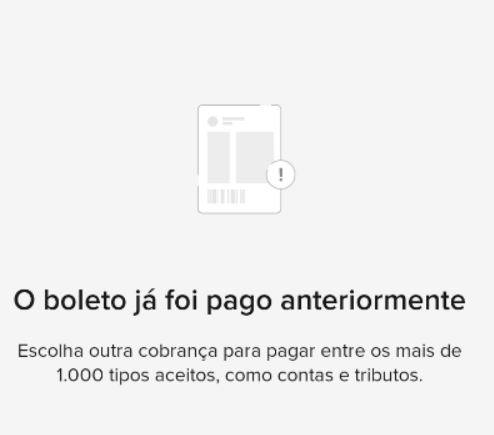 !
O boleto já foi pago anteriormente
Escolha outra cobrança para pagar entre os mais de
1.000 tipos aceitos, como contas e tributos.